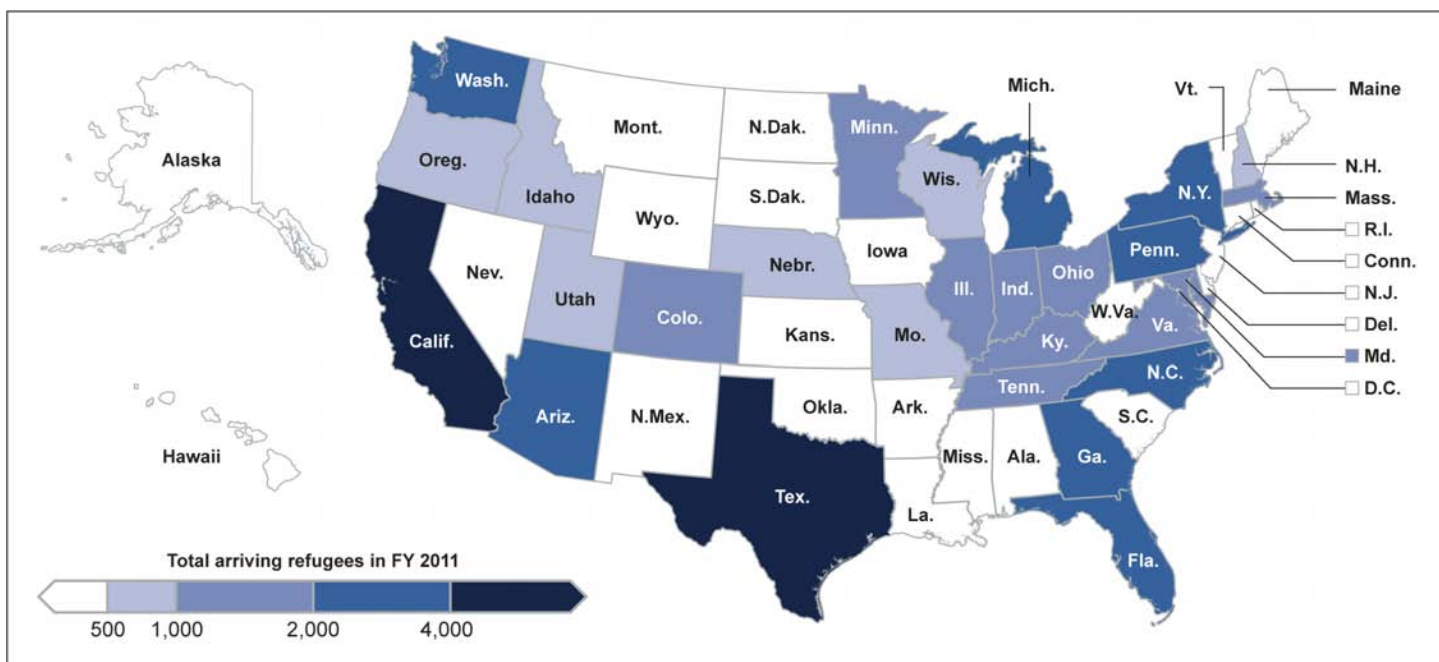 Wash.
Mont.
N.Dak.
Minn.
Mich.
Vt.
Maine
Alaska
Oreg.
Idaho
S.Dak.
Wis.
N.Y.
N.H.
Mass.
Wyo.
R.I.
Nev.
Iowa
Penn.
Conn.
Nebr.
Utah
Ill.
Ind.
Ohio
N.J.
Colo.
W.Va.
Del.
Calif.
Kans.
Mo.
Ky.
Va.
Md.
N.C.
D.C.
Tenn.
Ariz.
N.Mex.
Okla.
Ark.
S.C.
Hawaii
Miss.
Ala.
Ga.
Tex.
La.
Fla.
Total arriving refugees in FY 2011
500 1,000 2,000 4,000